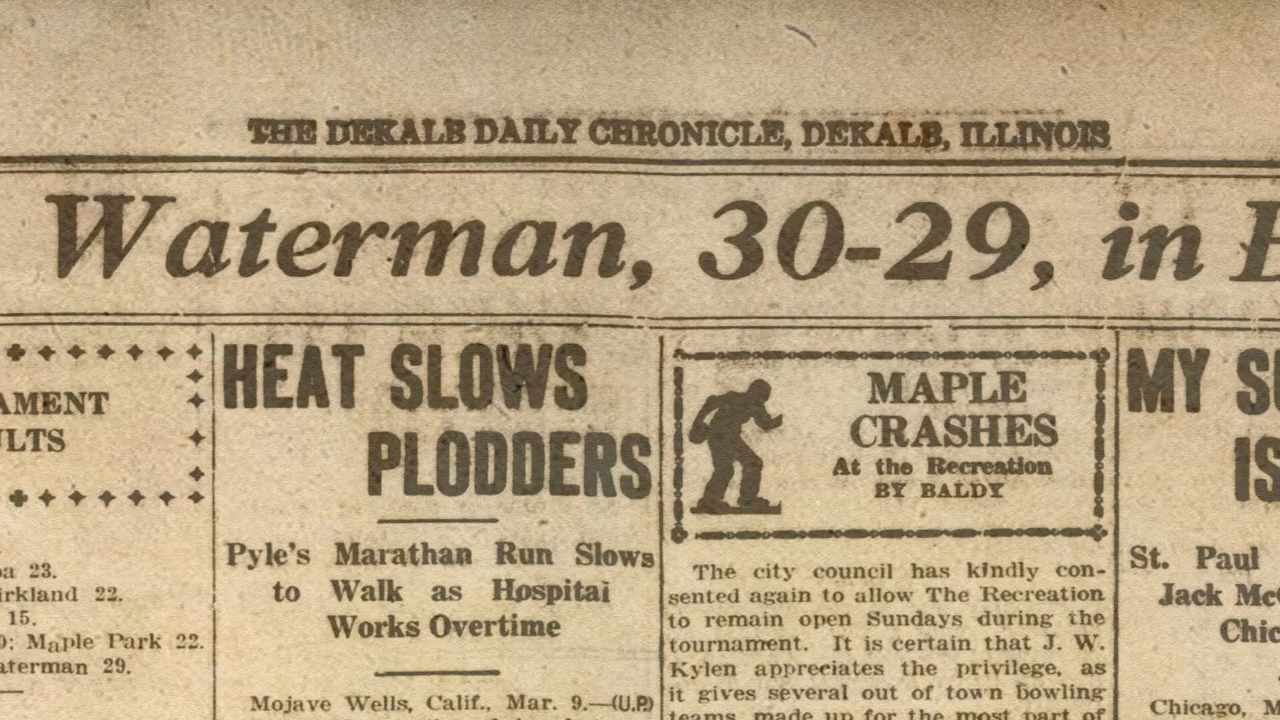 THE DEKALB DAILY CHRONICLE, DEKALB, ILLINOIS
Waterman, 30-29, in
AMENT
ULTS
a 23.
irkland 22.
15.
0; Maple Park 22.
aterman 29.
HEAT SLOWS
PLODDERS
Pyle's Marathan Run Slows
to Walk as Hospital
Works Overtime
Mojave Wells, Calif., Mar. 9.—(U.P.)
MAPLE
CRASHES
At the Recreation
BY BALDY
The city council has kindly con-
sented again to allow The Recreation
to remain open Sundays during the
tournament. It is certain that J. W.
Kylen appreciates the privilege, as
it gives several out of town bowling
teams, made up for the most part of
MY S
IS
St. Paul
Jack Mc
Chic
Chicago, M